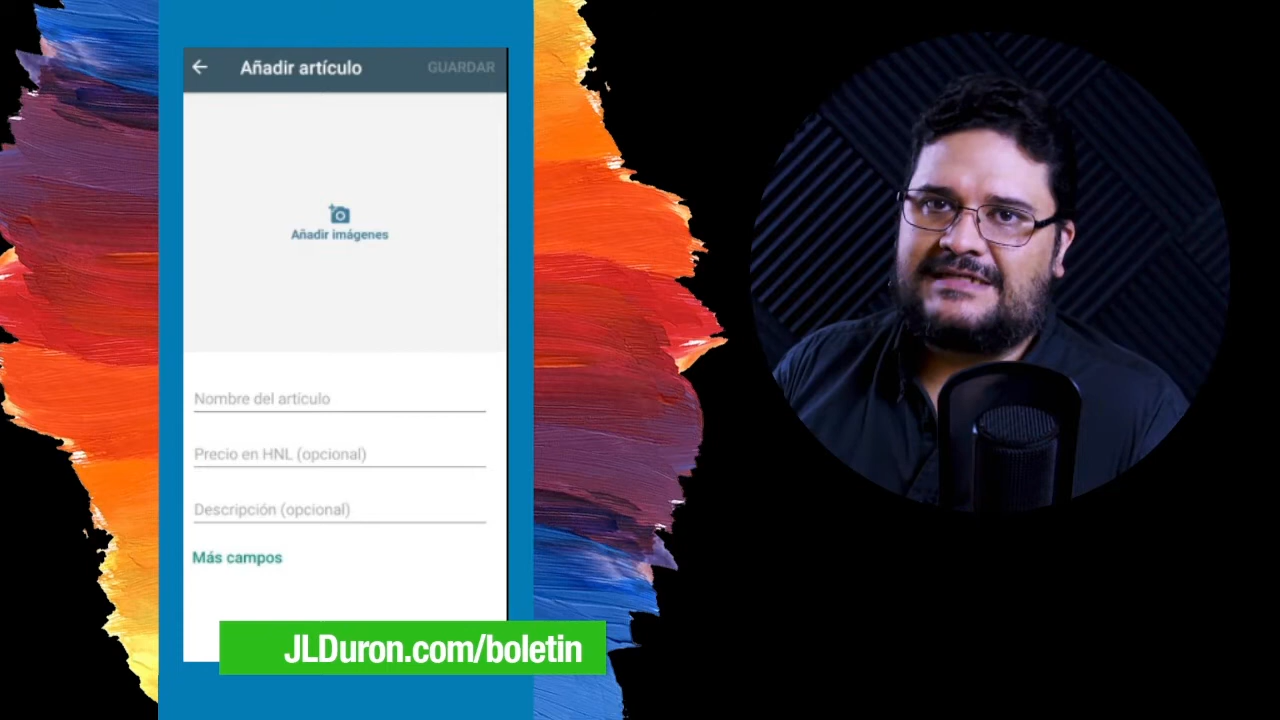 Añadir artículo
GUARDAR
Añadir imágenes
Nombre del artículo
Precio en HNL (opcional)
Descripción (opcional)
Más campos
JLDuron.com/boletin